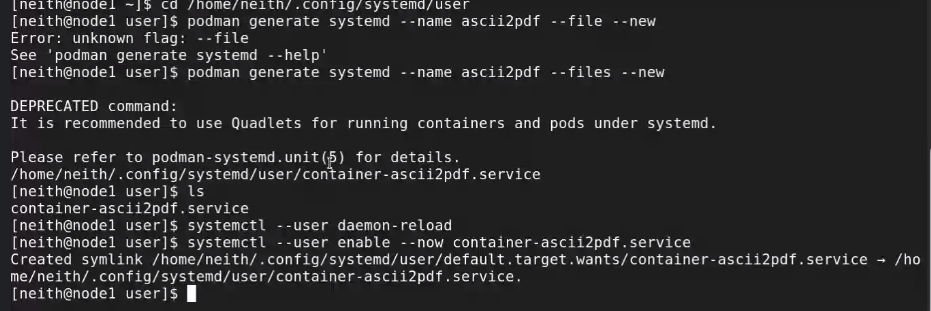 [neith@node1 ~]$ cd /home/neith/.config/systemd/user
[neith@node1 user]$ podman generate systemd --name ascii2pdf --file --new
Error: unknown flag: --file
See 'podman generate systemd --help'
[neith@node1 user]$ podman generate systemd --name ascii2pdf --files --new

DEPRECATED command:
It is recommended to use Quadlets for running containers and pods under systemd.

Please refer to podman-systemd.unit(5) for details.
/home/neith/.config/systemd/user/container-ascii2pdf.service
[neith@node1 user]$ ls
container-ascii2pdf.service
[neith@node1 user]$ systemctl --user daemon-reload
[neith@node1 user]$ systemctl --user enable --now container-ascii2pdf.service
Created symlink /home/neith/.config/systemd/user/default.target.wants/container-ascii2pdf.service → /ho
me/neith/.config/systemd/user/container-ascii2pdf.service.
[neith@node1 user]$